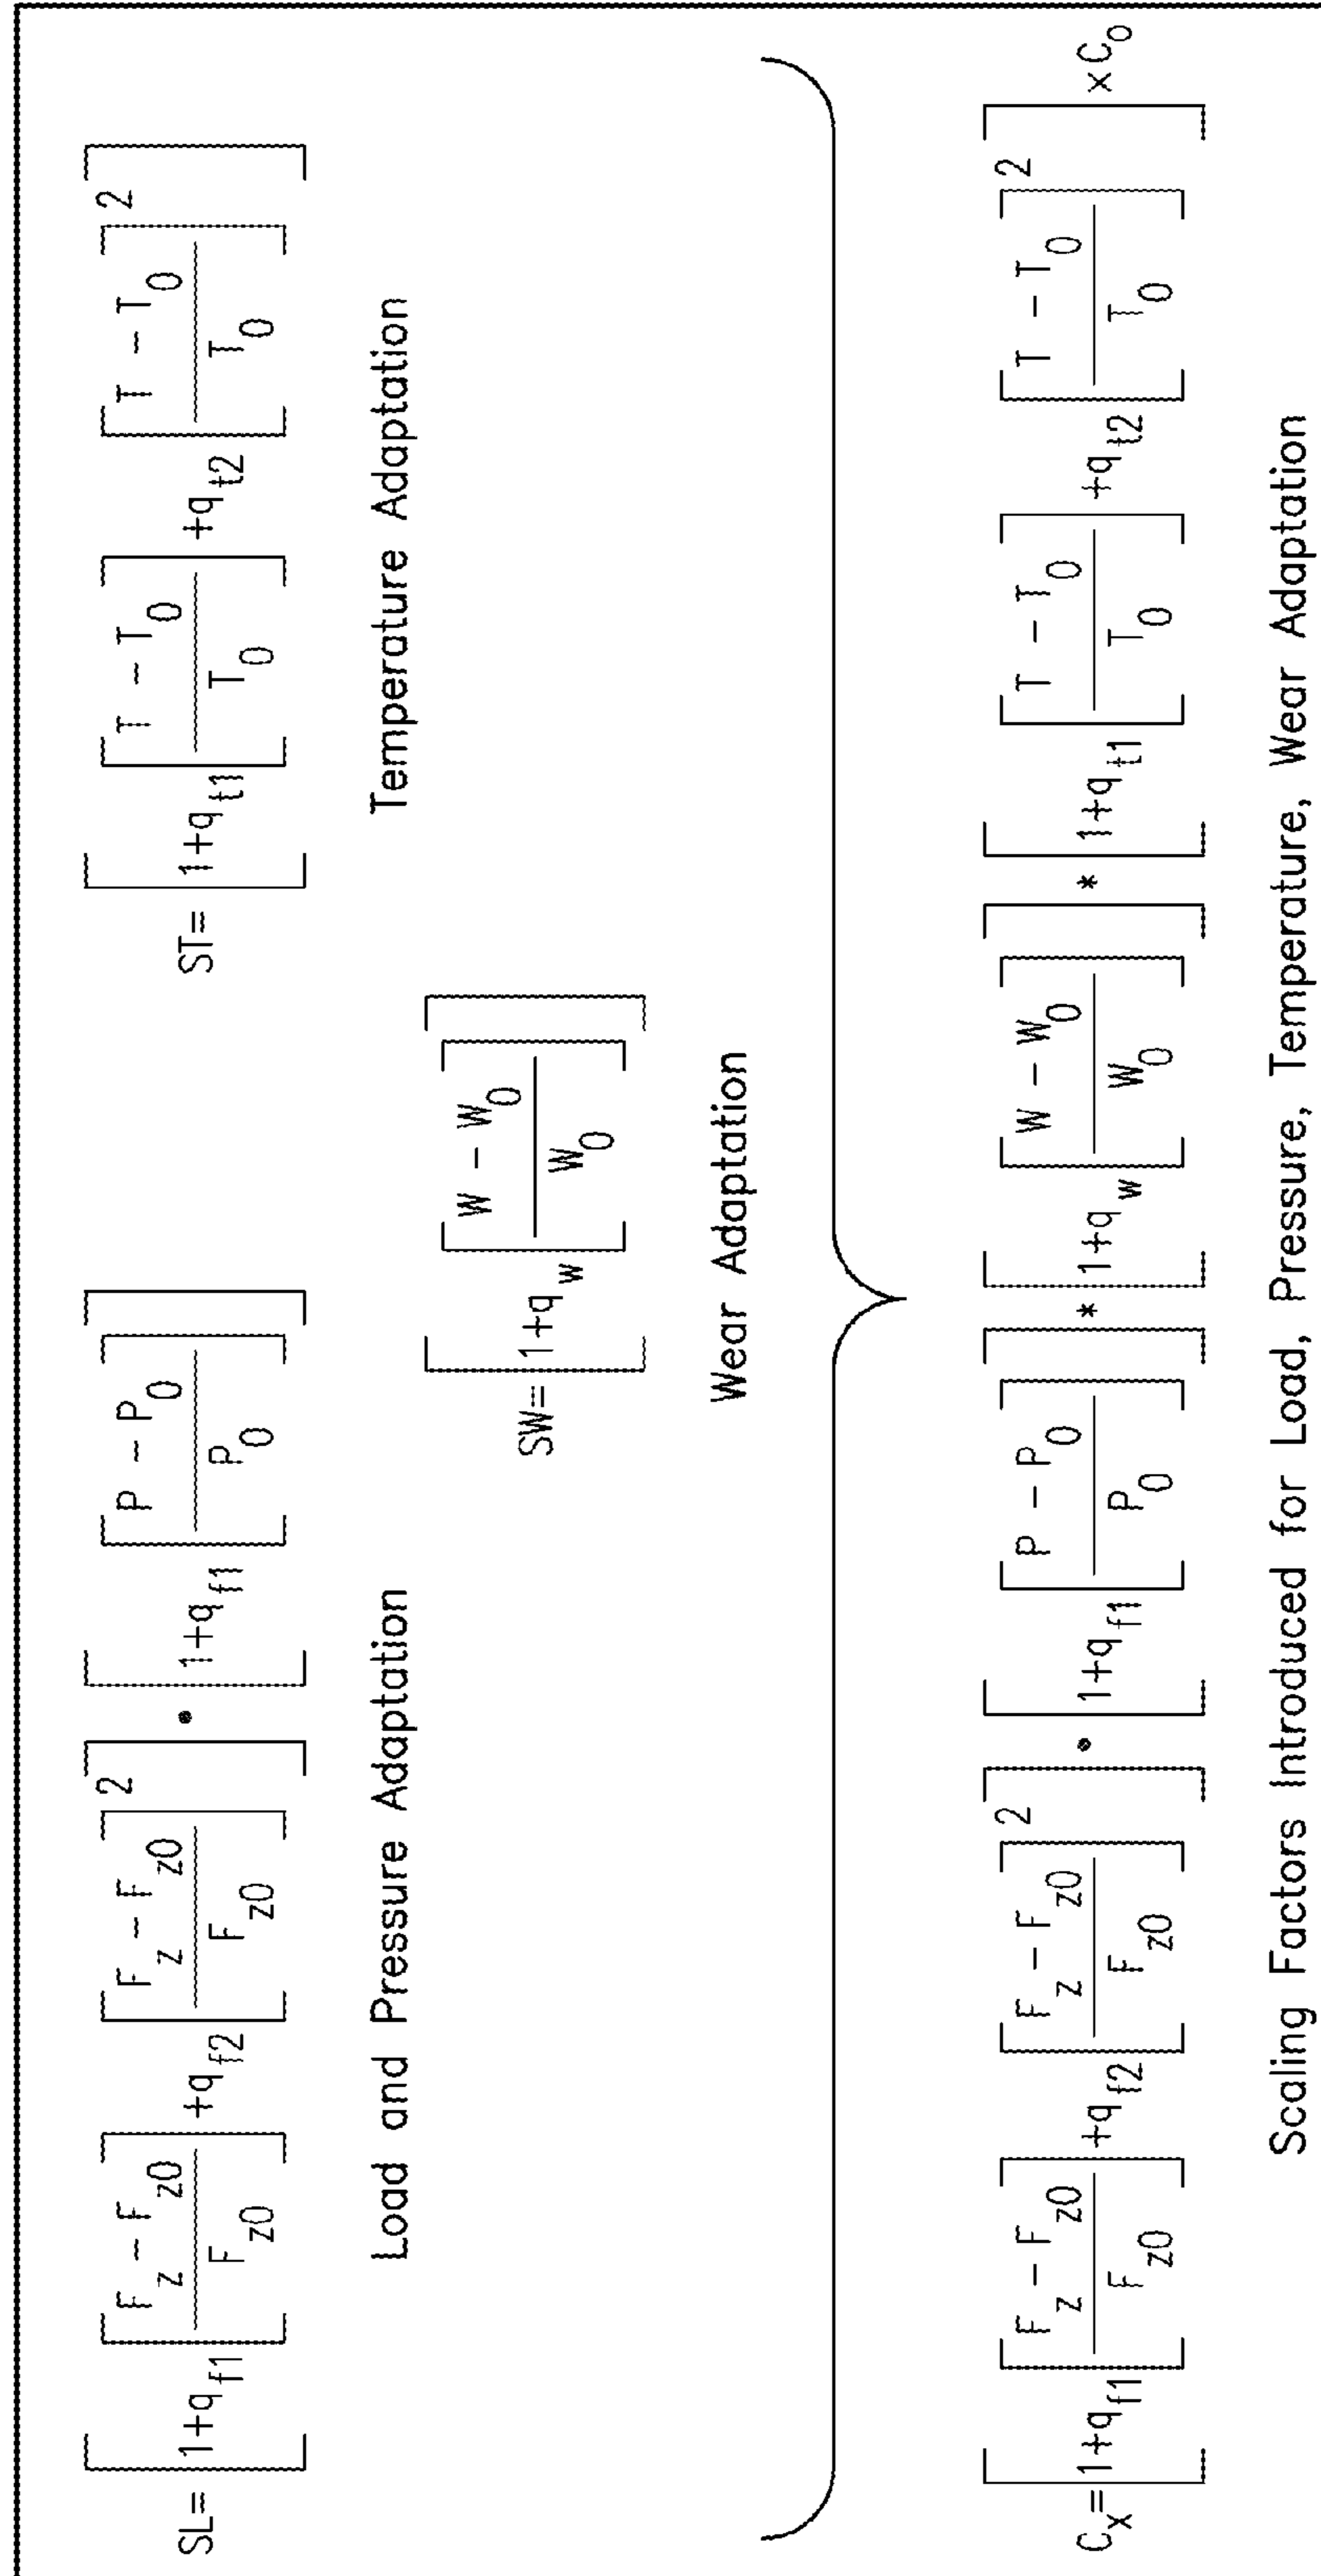 SL= [1+q_f1 [(F_z − F_z0)/F_z0] +q_f2 [(F_z − F_z0)/F_z0]^2] • [1+q_f1 [(P − P_0)/P_0]]
Load and Pressure Adaptation
ST= [1+q_t1 [(T − T_0)/T_0] +q_t2 [(T − T_0)/T_0]^2]
Temperature Adaptation
SW= [1+q_w [(W − W_0)/W_0]]
Wear Adaptation
C_x= [1+q_f1 [(F_z − F_z0)/F_z0] +q_f2 [(F_z − F_z0)/F_z0]^2] • [1+q_f1 [(P − P_0)/P_0]] * [1+q_w [(W − W_0)/W_0]] * [1+q_t1 [(T − T_0)/T_0] +q_t2 [(T − T_0)/T_0]^2] ×C_0
Scaling Factors Introduced for Load, Pressure, Temperature, Wear Adaptation